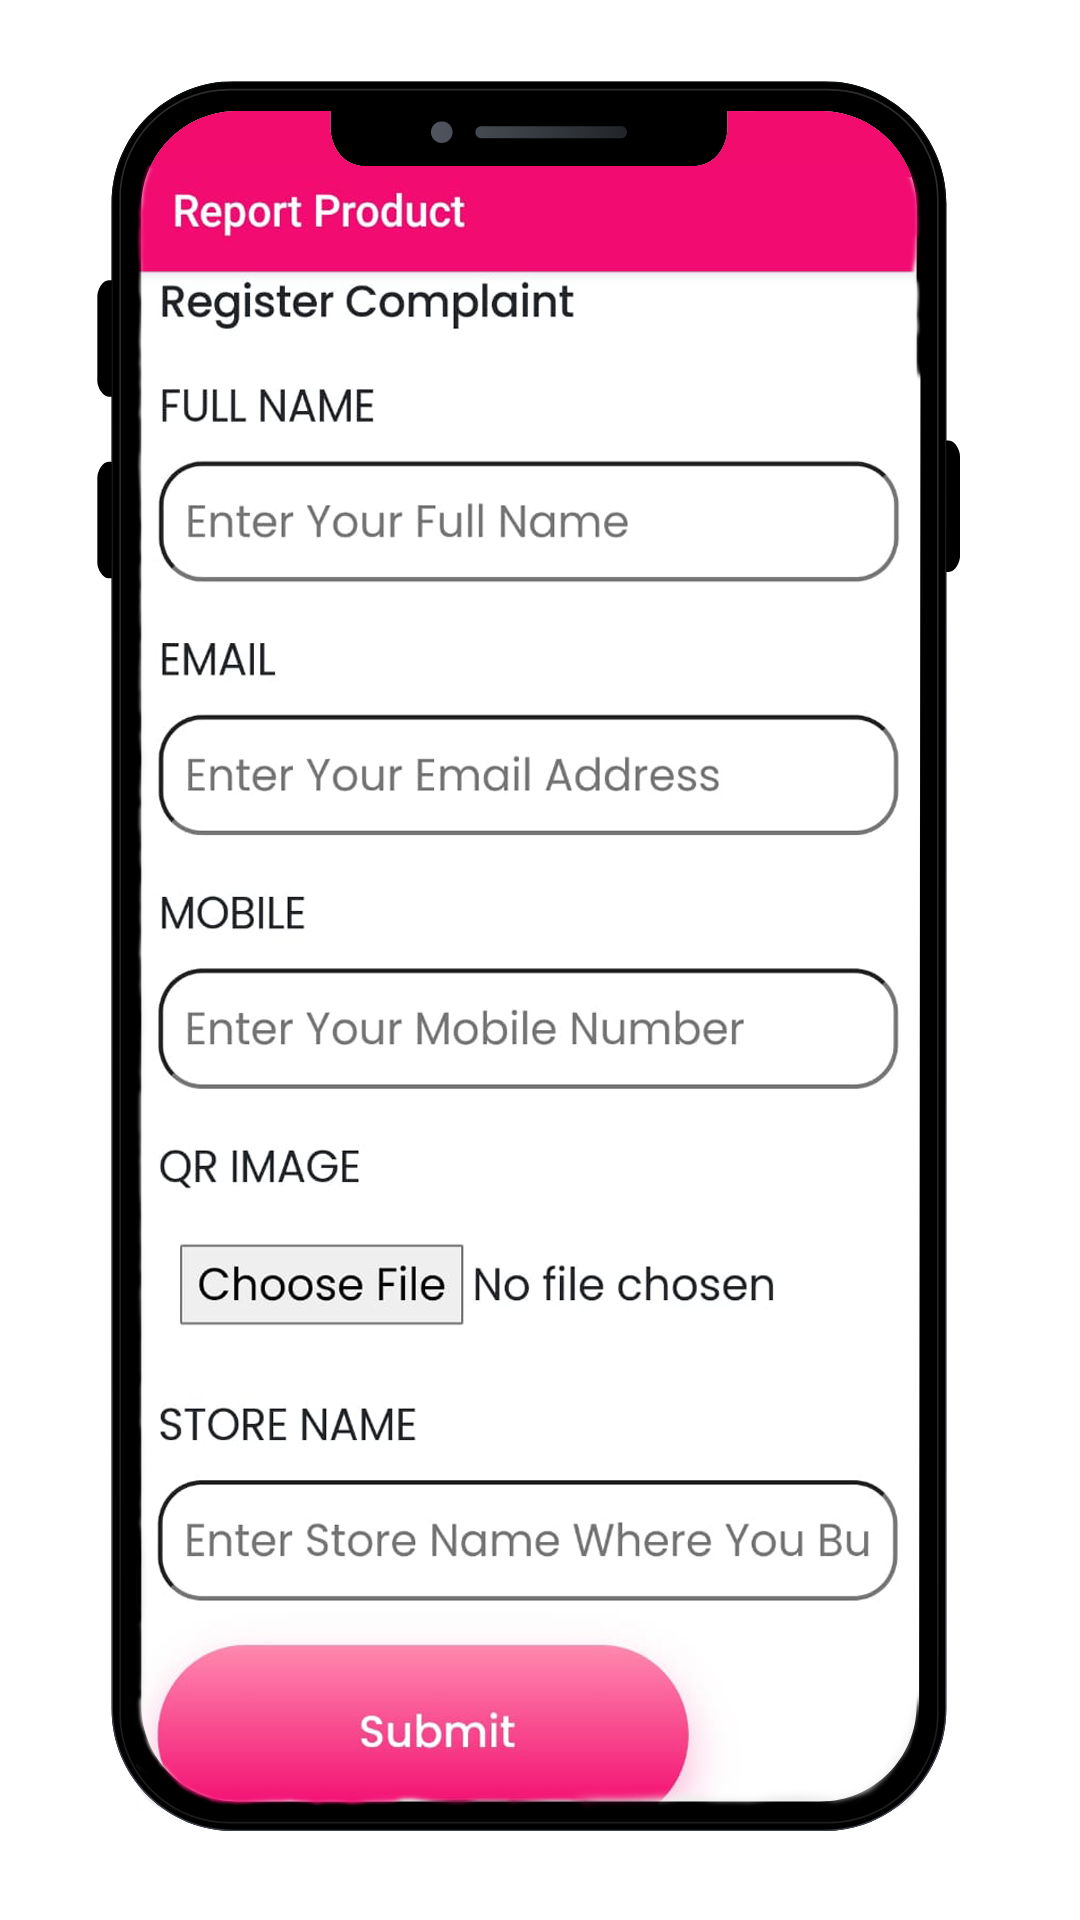 Report Product
Register Complaint
FULL NAME
Enter Your Full Name
EMAIL
Enter Your Email Address
MOBILE
Enter Your Mobile Number
QR IMAGE
Choose File No file chosen
STORE NAME
Enter Store Name Where You Bu
Submit